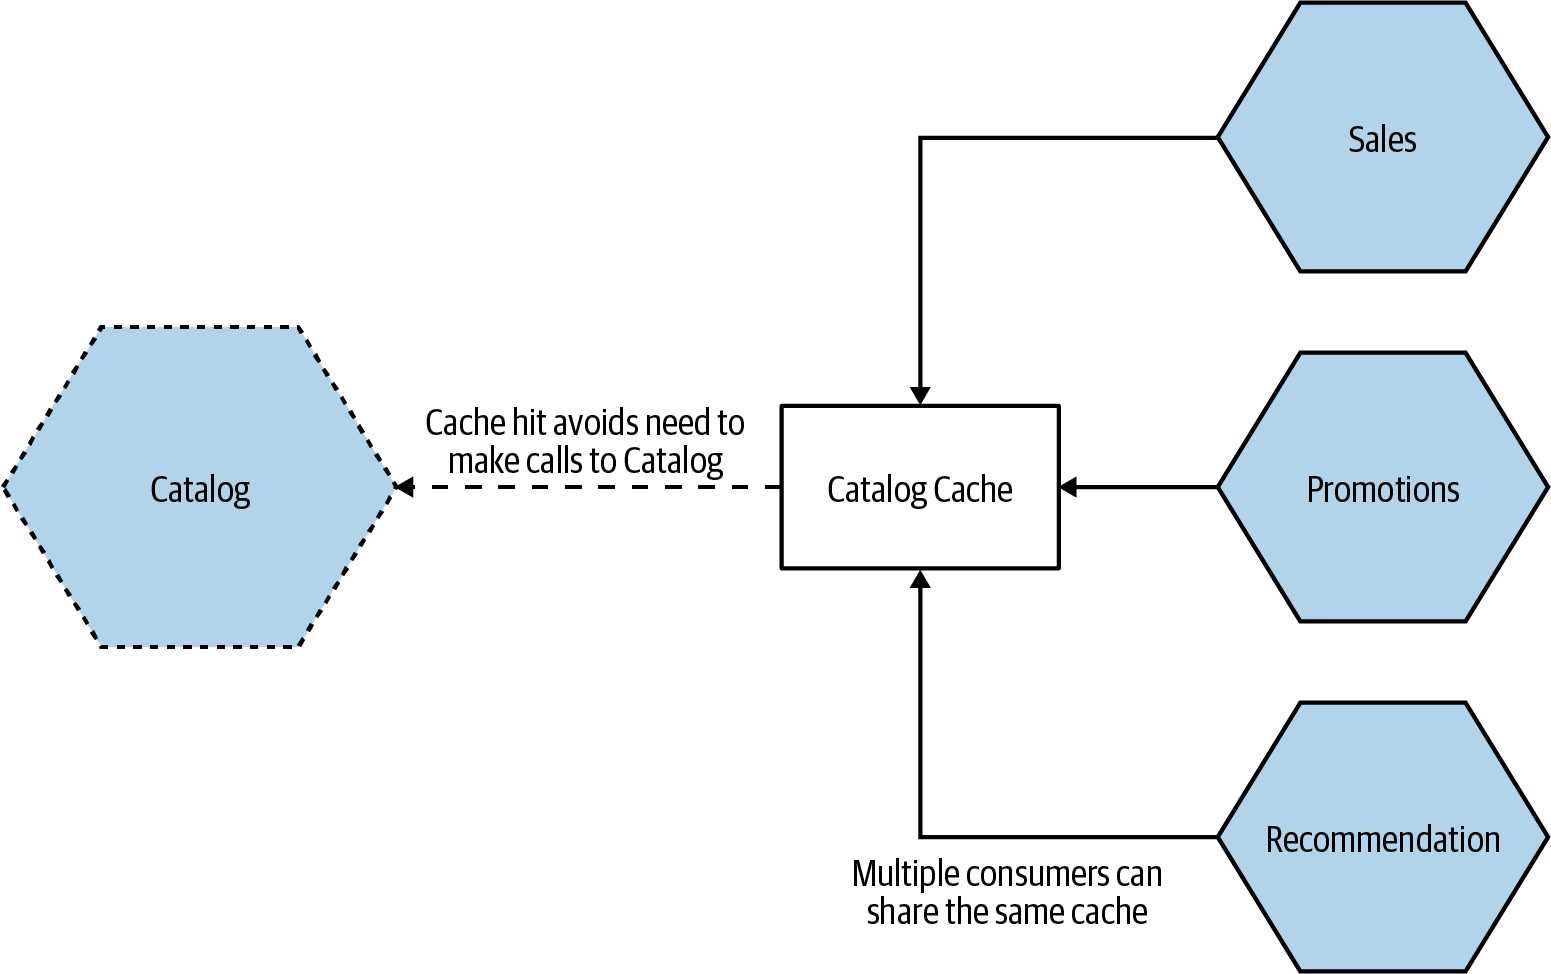 Sales
Cache hit avoids need to
make calls to Catalog
Catalog
Catalog Cache
Promotions
Recommendation
Multiple consumers can
share the same cache